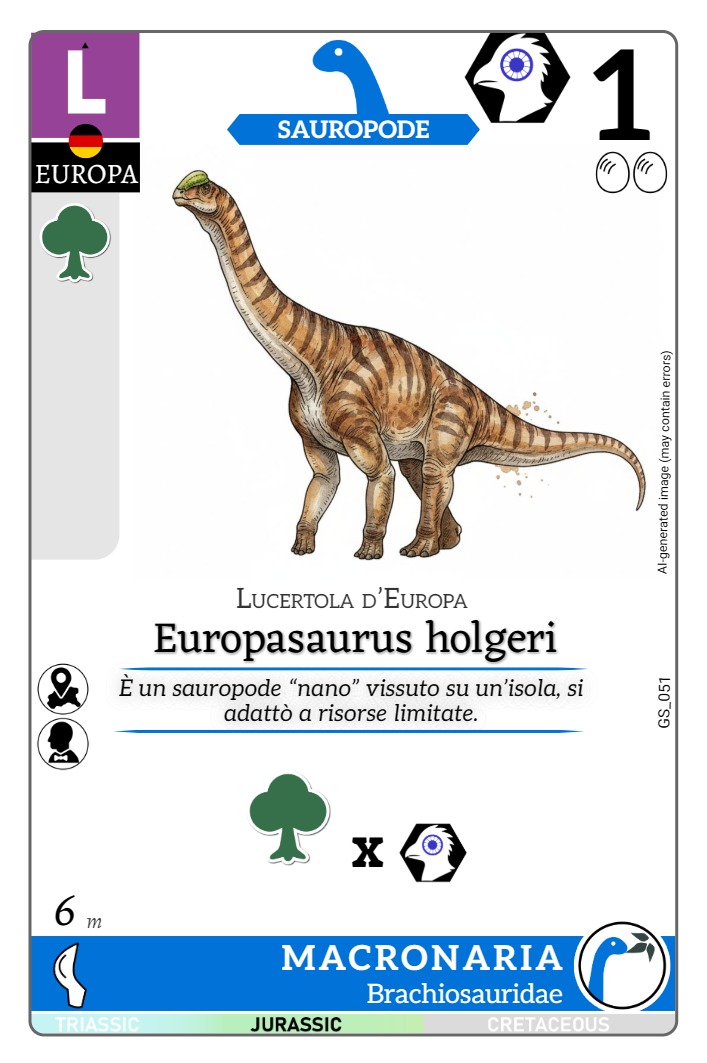 L
EUROPA
SAUROPODE
1
AI-generated image (may contain errors)
Lucertola d'Europa
Europasaurus holgeri
È un sauropode “nano” vissuto su un'isola, si
adattò a risorse limitate.
GS_051
x
6 m
MACRONARIA
Brachiosauridae
TRIASSIC
JURASSIC
CRETACEOUS